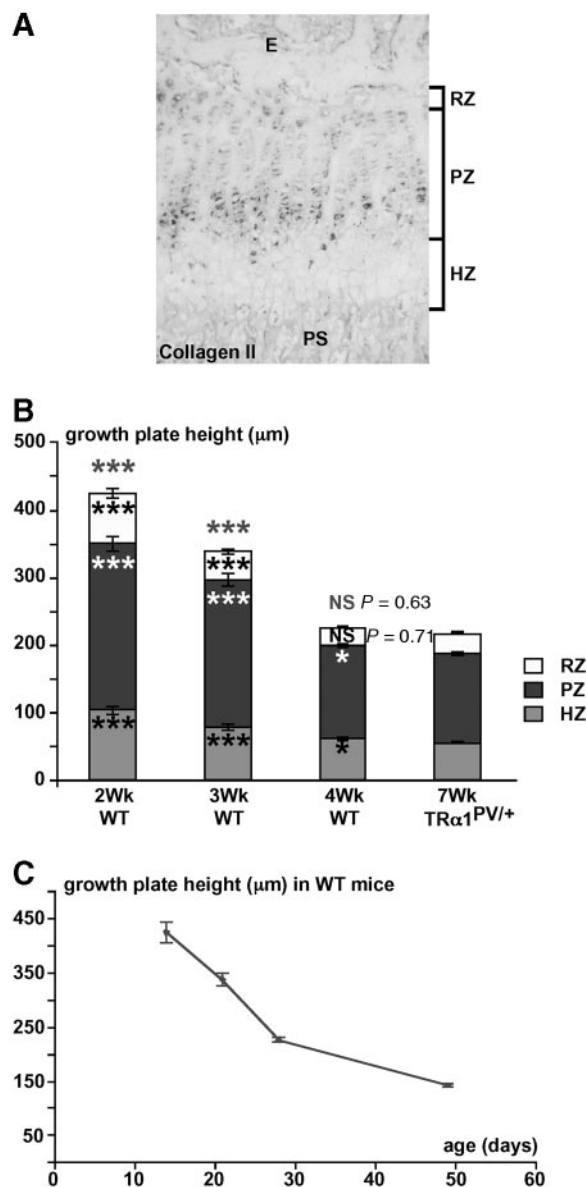 A
E
RZ
PZ
HZ
PS
Collagen II
B
growth plate height (μm)
500
400
300
200
100
0
***
***
***
***
***
***
***
***
NS P = 0.63
NS P = 0.71
*
*
RZ
PZ
HZ
2Wk
WT
3Wk
WT
4Wk
WT
7Wk
TRα1PV/+
C
growth plate height (μm) in WT mice
450
350
250
150
50
age (days)
0 10 20 30 40 50 60